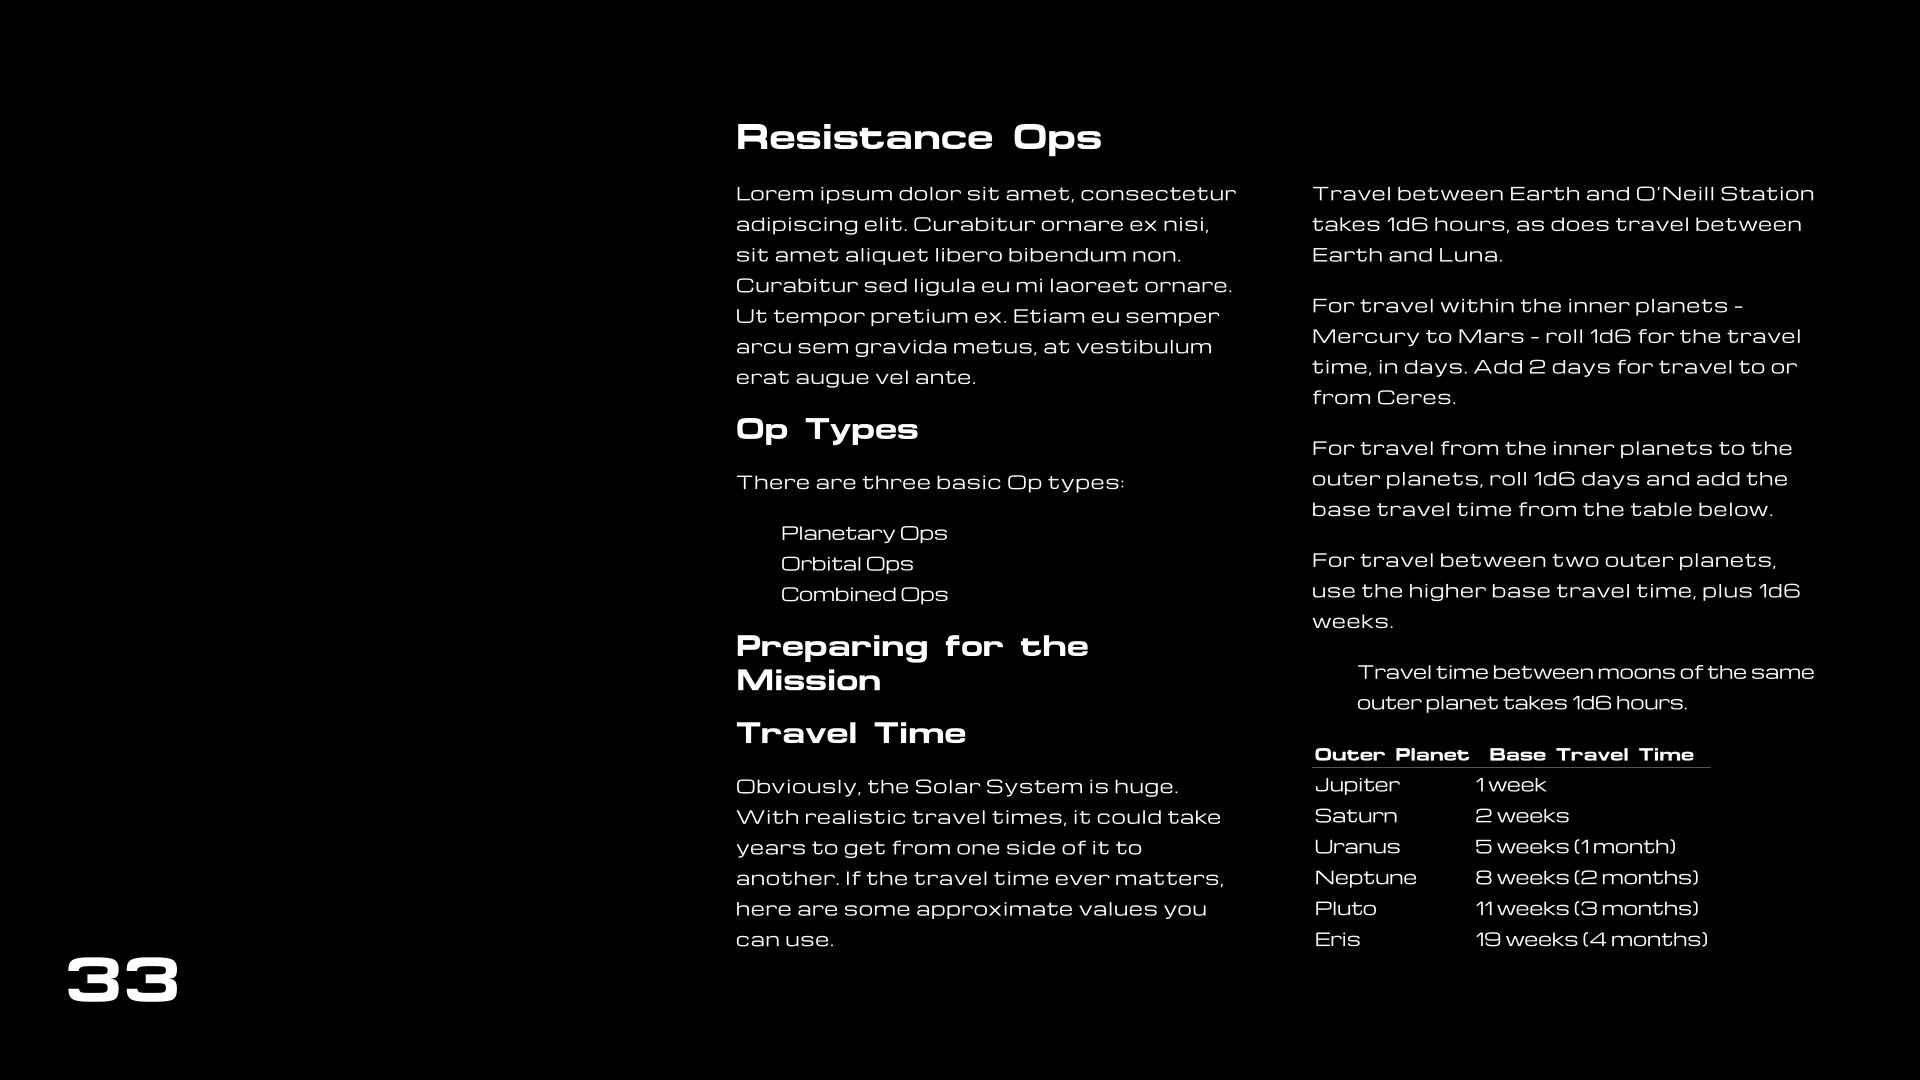 Resistance Ops
Lorem ipsum dolor sit amet, consectetur
adipiscing elit. Curabitur ornare ex nisi,
sit amet aliquet libero bibendum non.
Curabitur sed ligula eu mi laoreet ornare.
Ut tempor pretium ex. Etiam eu semper
arcu sem gravida metus, at vestibulum
erat augue vel ante.
Op Types
There are three basic Op types:
Planetary Ops
Orbital Ops
Combined Ops
Preparing for the
Mission
Travel Time
Obviously, the Solar System is huge.
With realistic travel times, it could take
years to get from one side of it to
another. If the travel time ever matters,
here are some approximate values you
can use.
Travel between Earth and O'Neill Station
takes 1d6 hours, as does travel between
Earth and Luna.
For travel within the inner planets -
Mercury to Mars - roll 1d6 for the travel
time, in days. Add 2 days for travel to or
from Ceres.
For travel from the inner planets to the
outer planets, roll 1d6 days and add the
base travel time from the table below.
For travel between two outer planets,
use the higher base travel time, plus 1d6
weeks.
Travel time between moons of the same
outer planet takes 1d6 hours.
Outer Planet Base Travel Time
Jupiter 1 week
Saturn 2 weeks
Uranus 5 weeks (1 month)
Neptune 8 weeks (2 months)
Pluto 11 weeks (3 months)
Eris 19 weeks (4 months)
33